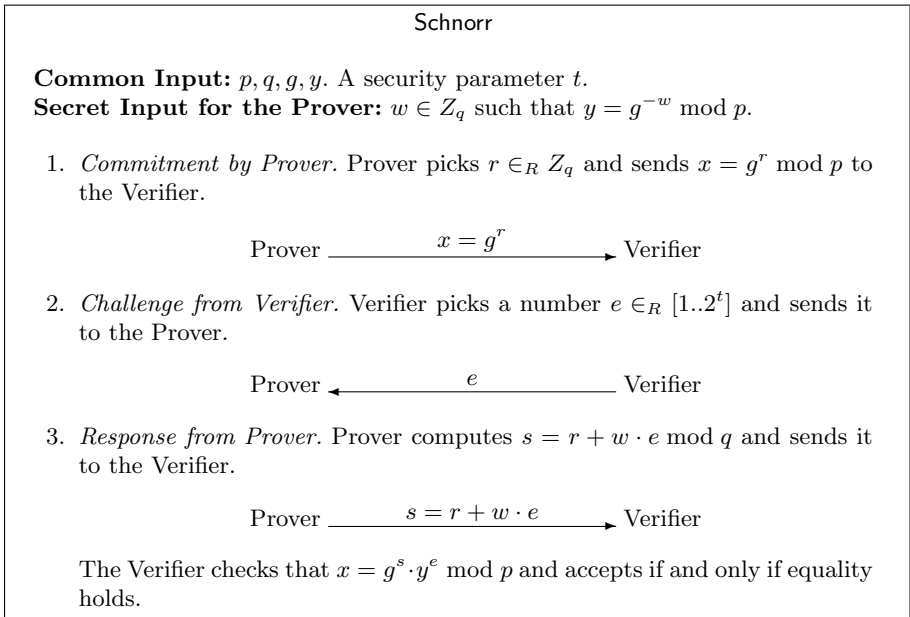 Schnorr
Common Input: p, q, g, y. A security parameter t.
Secret Input for the Prover: w ∈ Z_q such that y = g^{−w} mod p.
1. Commitment by Prover. Prover picks r ∈_R Z_q and sends x = g^r mod p to
the Verifier.
Prover x = g^r Verifier
2. Challenge from Verifier. Verifier picks a number e ∈_R [1..2^t] and sends it
to the Prover.
Prover e Verifier
3. Response from Prover. Prover computes s = r + w · e mod q and sends it
to the Verifier.
Prover s = r + w · e Verifier
The Verifier checks that x = g^s · y^e mod p and accepts if and only if equality
holds.